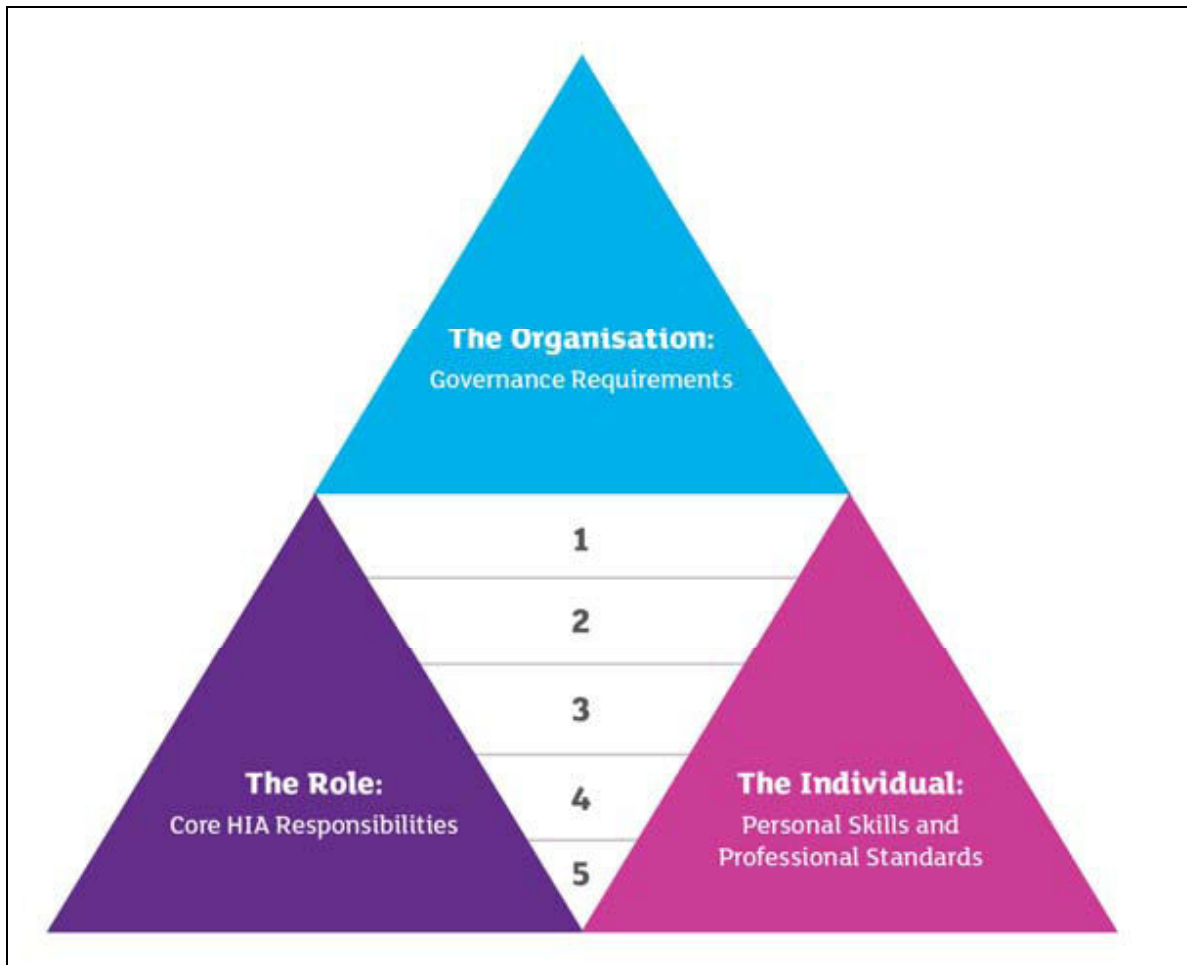 The Organisation:
Governance Requirements
1
2
3
4
5
The Role:
Core HIA Responsibilities
The Individual:
Personal Skills and
Professional Standards